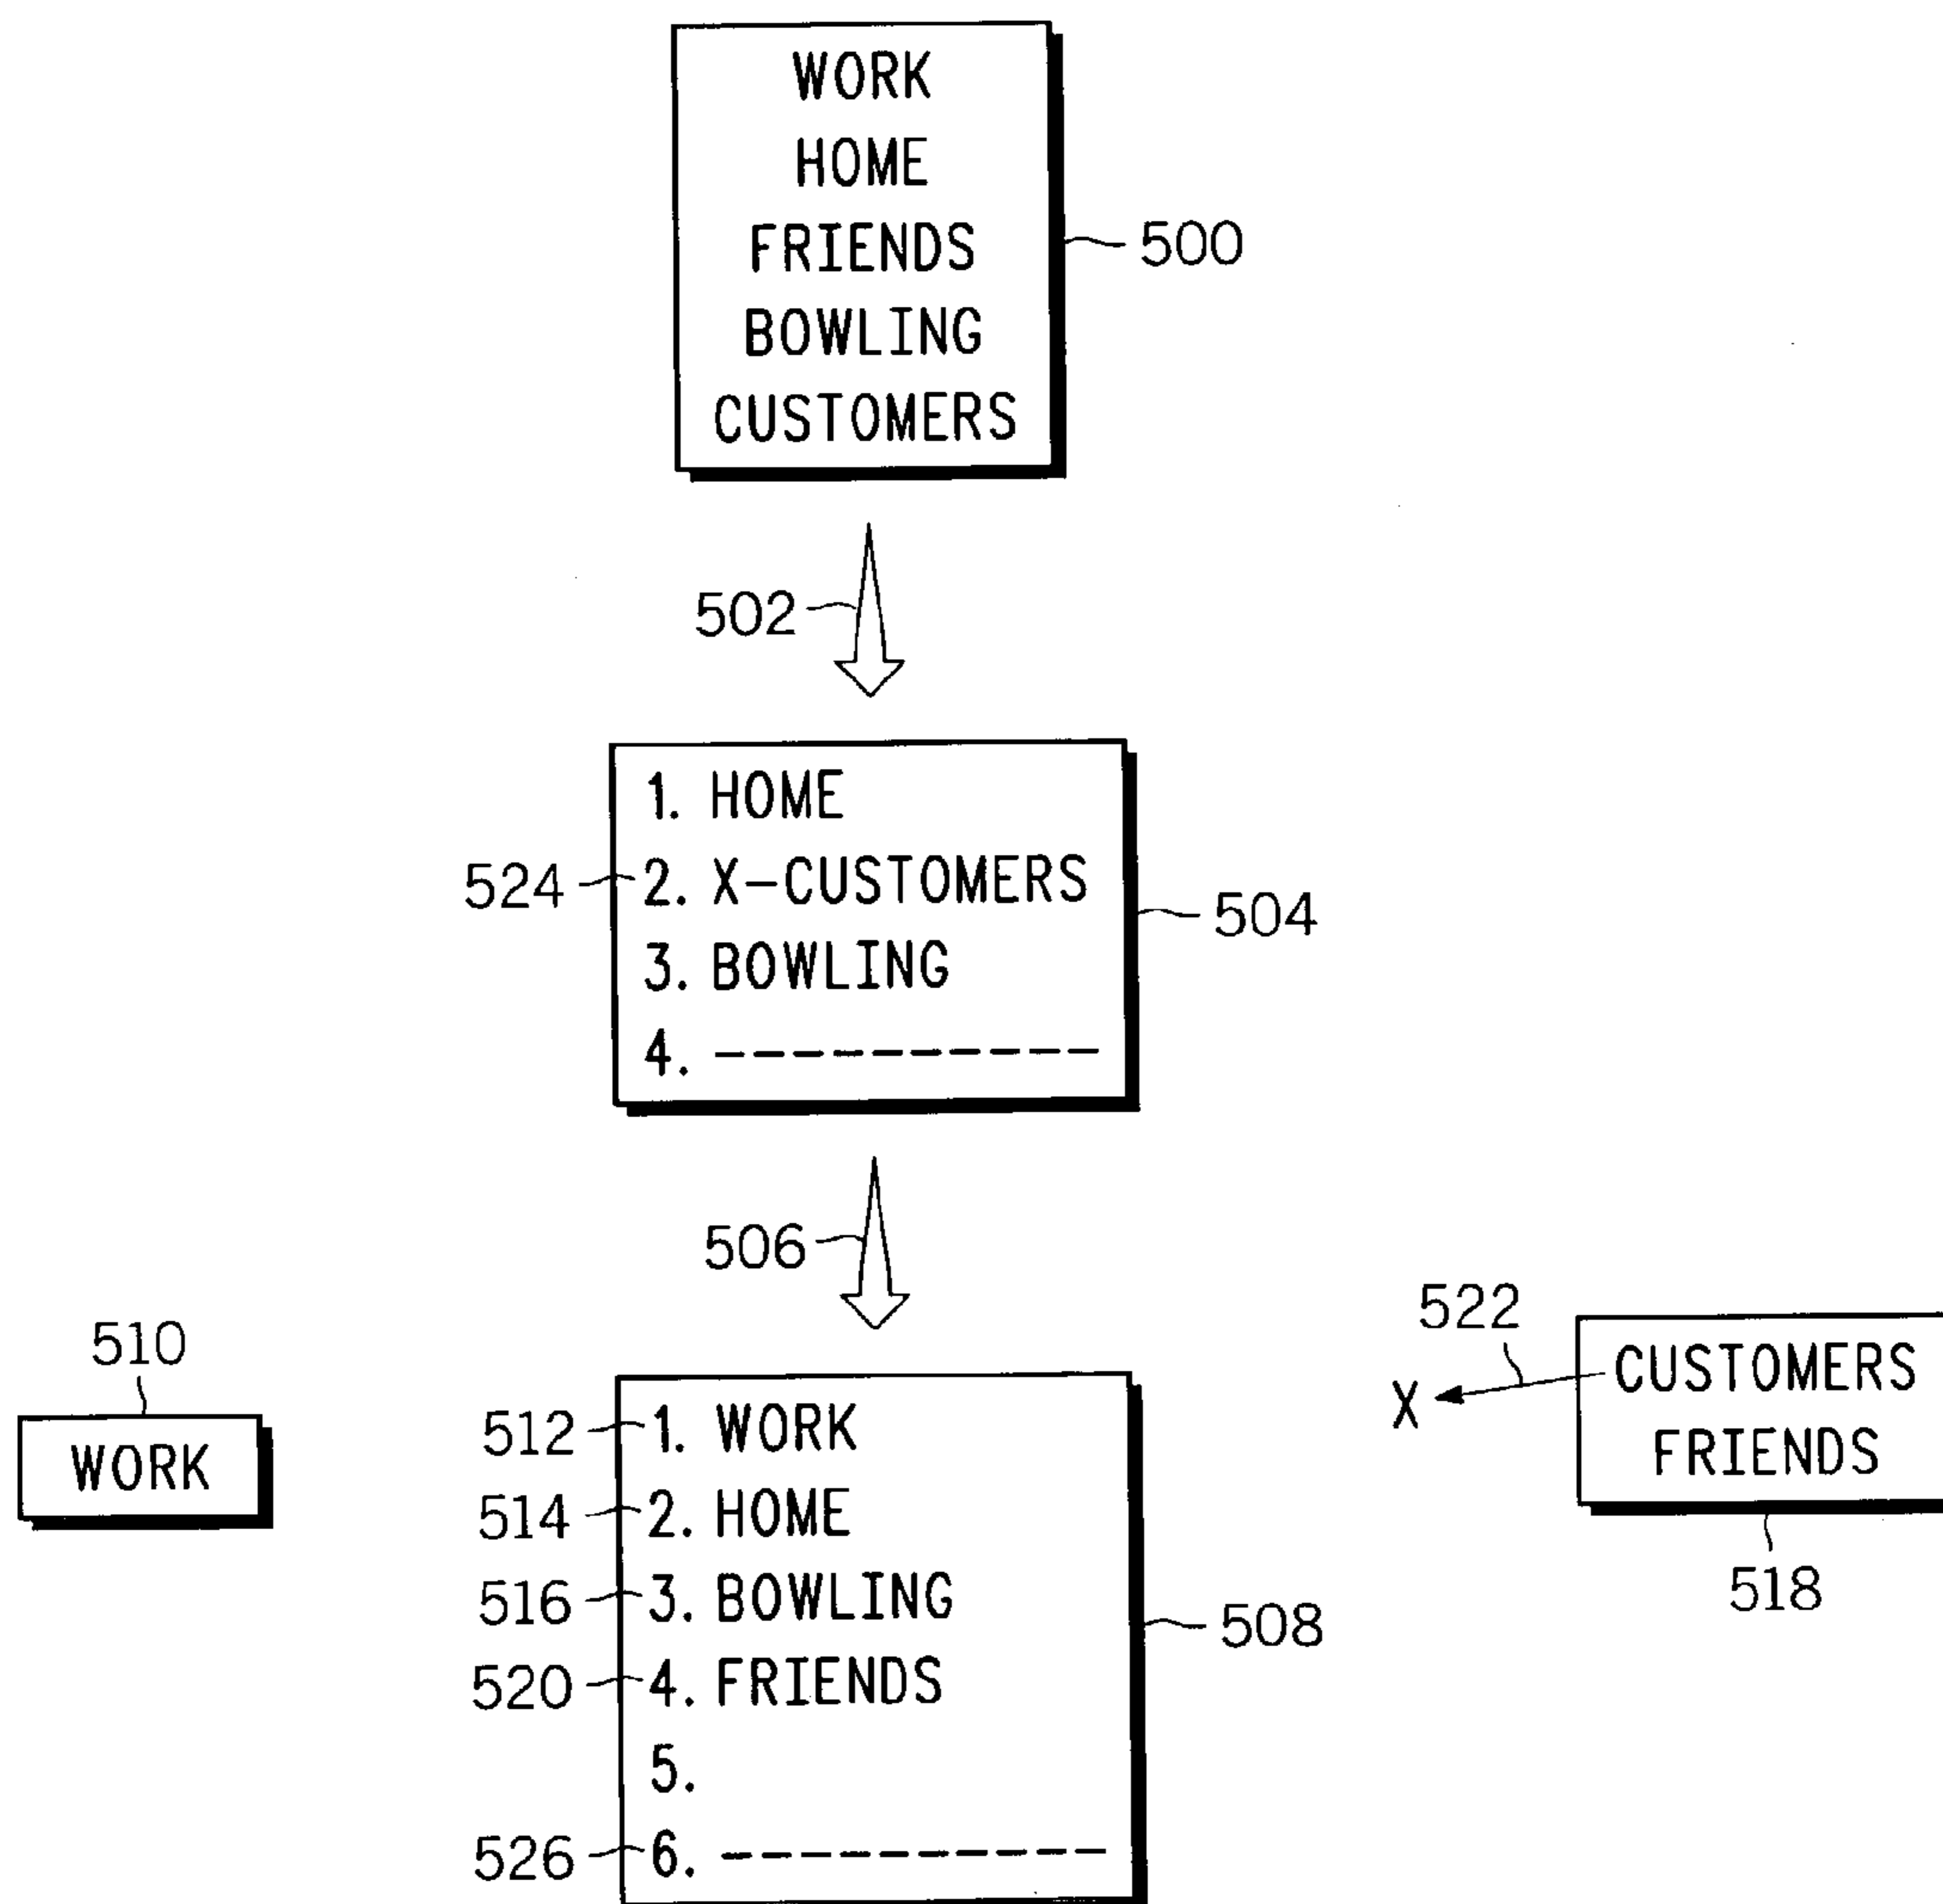 WORK
HOME
FRIENDS
BOWLING
CUSTOMERS
500
502
1. HOME
524
2. X-CUSTOMERS
504
3. BOWLING
4. -----------
506
510
WORK
512
1. WORK
514
2. HOME
516
3. BOWLING
520
4. FRIENDS
5.
526
6. -----------
508
522
X
CUSTOMERS
FRIENDS
518